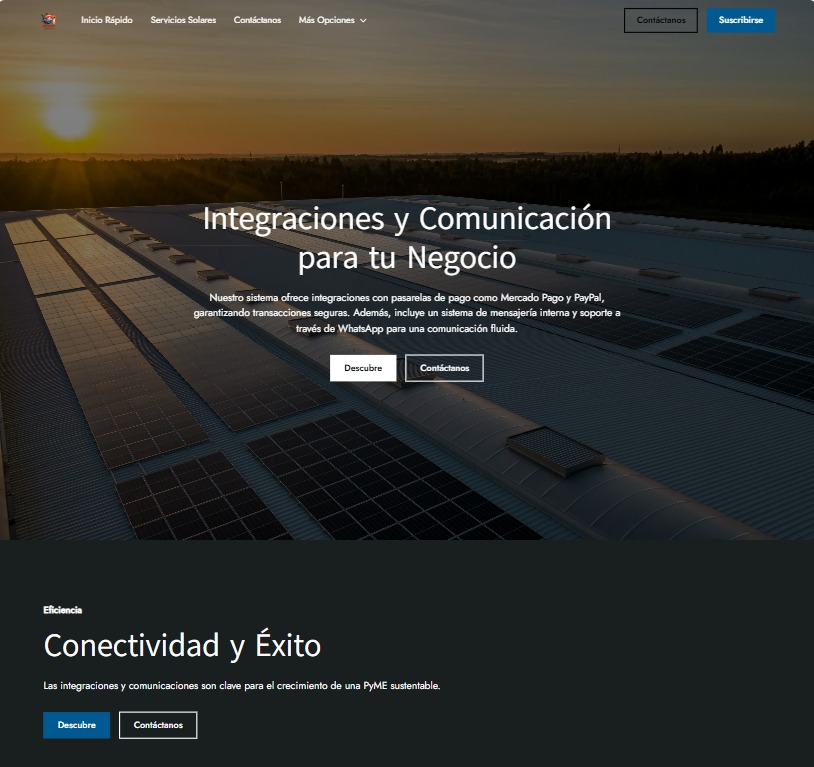 Inicio Rápido
Servicios Solares
Contáctanos
Más Opciones
Contáctanos
Suscribirse
Integraciones y Comunicación
para tu Negocio
Nuestro sistema ofrece integraciones con pasarelas de pago como Mercado Pago y PayPal,
garantizando transacciones seguras. Además, incluye un sistema de mensajería interna y soporte a
través de WhatsApp para una comunicación fluida.
Descubre
Contáctanos
Eficiencia
Conectividad y Éxito
Las integraciones y comunicaciones son clave para el crecimiento de una PyME sustentable.
Descubre
Contáctanos